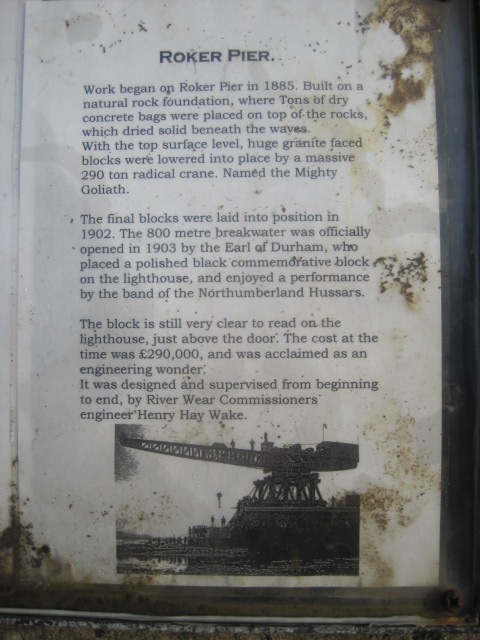 ROKER PIER.
Work began on Roker Pier in 1885. Built on a
natural rock foundation, where Tons of dry
concrete bags were placed on top of the rocks,
which dried solid beneath the waves.
With the top surface level, huge granite faced
blocks were lowered into place by a massive
290 ton radical crane. Named the Mighty
Goliath.
The final blocks were laid into position in
1902. The 800 metre breakwater was officially
opened in 1903 by the Earl of Durham, who
placed a polished black commemorative block
on the lighthouse, and enjoyed a performance
by the band of the Northumberland Hussars.
The block is still very clear to read on the
lighthouse, just above the door. The cost at the
time was £290,000, and was acclaimed as an
engineering wonder.
It was designed and supervised from beginning
to end, by River Wear Commissioners'
engineer Henry Hay Wake.